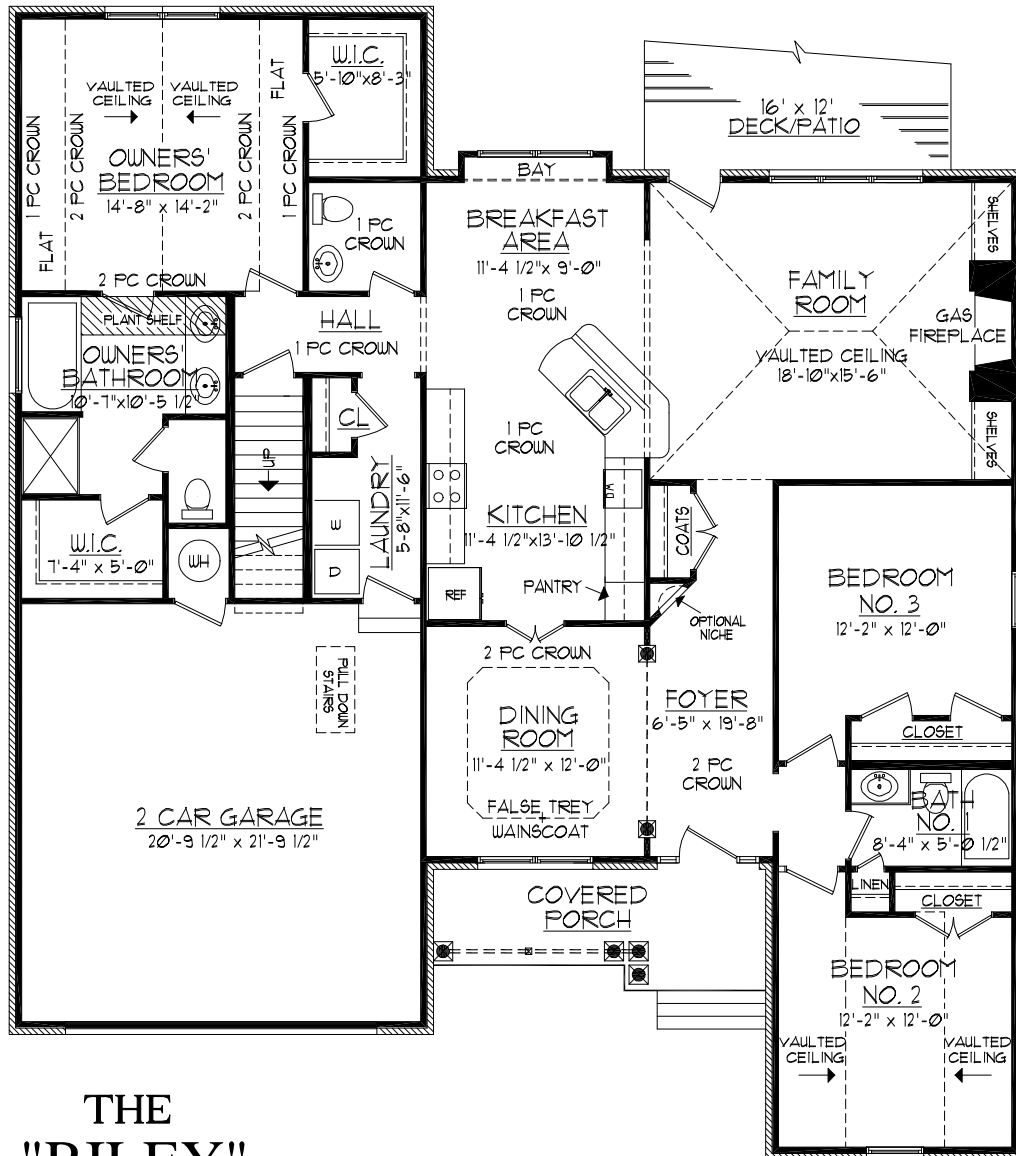 W.I.C.
5'-10"x8'-3"
VAULTED
CEILING
VAULTED
CEILING
FLAT
1 PC CROWN
2 PC CROWN
2 PC CROWN
1 PC CROWN
OWNERS'
BEDROOM
14'-8" x 14'-2"
FLAT
2 PC CROWN
16' x 12'
DECK/PATIO
BAY
1 PC
CROWN
BREAKFAST
AREA
11'-4 1/2"x 9'-0"
1 PC
CROWN
SHELVES
FAMILY
ROOM
GAS
FIREPLACE
VAULTED CEILING
18'-10"x15'-6"
SHELVES
PLANT SHELF
HALL
1 PC CROWN
OWNERS'
BATHROOM
10'-7"x10'-5 1/2"
CL
dn
LAUNDRY
5'-8"x11'-6"
W
D
1 PC
CROWN
DW
KITCHEN
11'-4 1/2"x13'-10 1/2"
PANTRY
REF
COATS
OPTIONAL
NICHE
W.I.C.
7'-4" x 5'-0"
WH
BEDROOM
NO. 3
12'-2" x 12'-0"
CLOSET
PULL DOWN
STAIRS
2 PC CROWN
DINING
ROOM
11'-4 1/2" x 12'-0"
FALSE TREY
+
WAINSCOAT
FOYER
6'-5" x 19'-8"
2 PC
CROWN
2 CAR GARAGE
20'-9 1/2" x 21'-9 1/2"
BATH
NO. 1
8'-4" x 5'-0 1/2"
LINEN
CLOSET
COVERED
PORCH
BEDROOM
NO. 2
12'-2" x 12'-0"
VAULTED
CEILING
VAULTED
CEILING
THE
"RILEY"